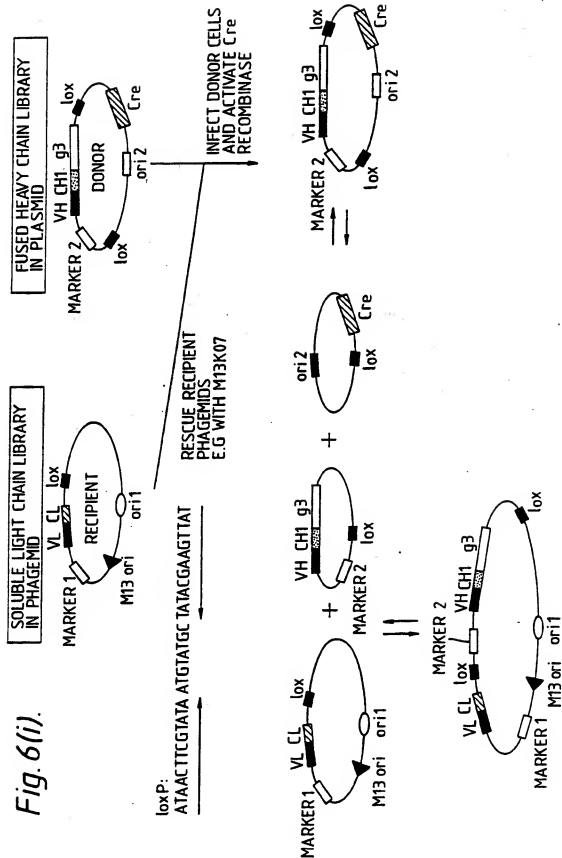 Fig. 6(i).
SOLUBLE LIGHT CHAIN LIBRARY
IN PHAGEMID
MARKER 1
VL CL
lox
RECIPIENT
M13 ori
ori1
FUSED HEAVY CHAIN LIBRARY
IN PLASMID
MARKER 2
VH CH1 g3
lox
DONOR
lox
ori 2
Cre
loxP:
ATAACTTCGTATA ATGTATGC TATACGAAGTTAT
RESCUE RECIPIENT
PHAGEMIDS
E.G WITH M13K07
INFECT DONOR CELLS
AND ACTIVATE Cre
RECOMBINASE
MARKER 1
VL CL
lox
M13 ori
ori1
+
VH CH1 g3
MARKER 2
lox
+
ori 2
lox
Cre
MARKER 2
VH CH1 g3
lox
lox
ori 2
Cre
MARKER 2
VL CL
lox
VH CH1
g3
MARKER 1
M13 ori
ori1
lox